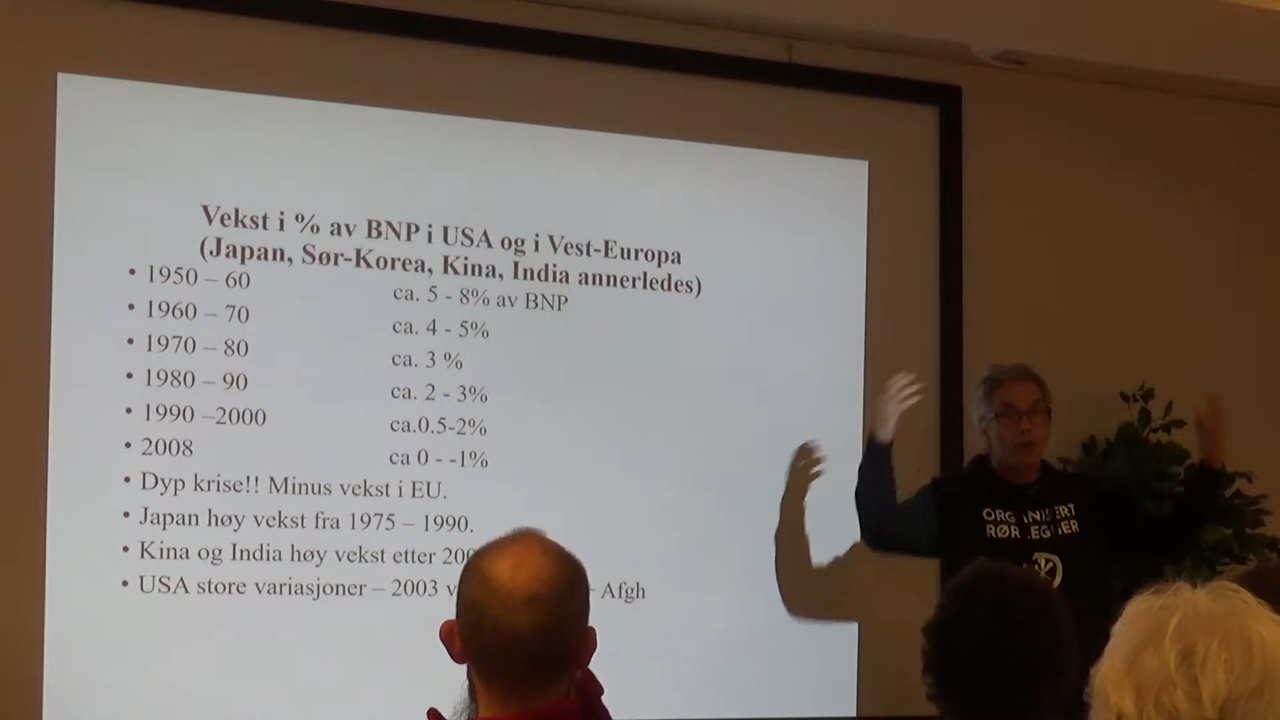 Vekst i % av BNP i USA og i Vest-Europa
(Japan, Sør-Korea, Kina, India annerledes)
• 1950 – 60 ca. 5 - 8% av BNP
• 1960 – 70 ca. 4 - 5%
• 1970 – 80 ca. 3 %
• 1980 – 90 ca. 2 - 3%
• 1990 –2000 ca.0.5-2%
• 2008 ca 0 - -1%
• Dyp krise!! Minus vekst i EU.
• Japan høy vekst fra 1975 – 1990.
• Kina og India høy vekst etter
• USA store variasjoner – 2003 - Afgh
ORGANISERT
RØRLEGGER